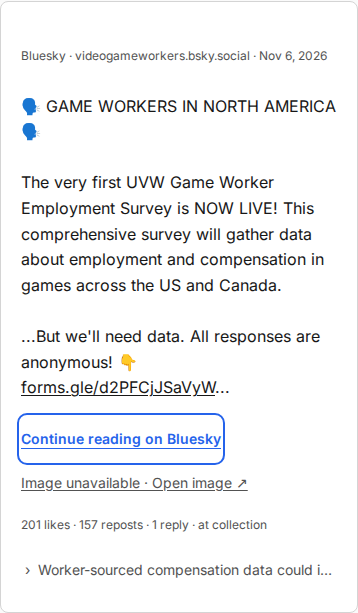 Bluesky · videogameworkers.bsky.social · Nov 6, 2026
🗣️ GAME WORKERS IN NORTH AMERICA
🗣️
The very first UVW Game Worker
Employment Survey is NOW LIVE! This
comprehensive survey will gather data
about employment and compensation in
games across the US and Canada.
...But we'll need data. All responses are
anonymous! 👇
forms.gle/d2PFCjJSaVyW...
Continue reading on Bluesky
Image unavailable · Open image ↗
201 likes · 157 reposts · 1 reply · at collection
› Worker-sourced compensation data could i...